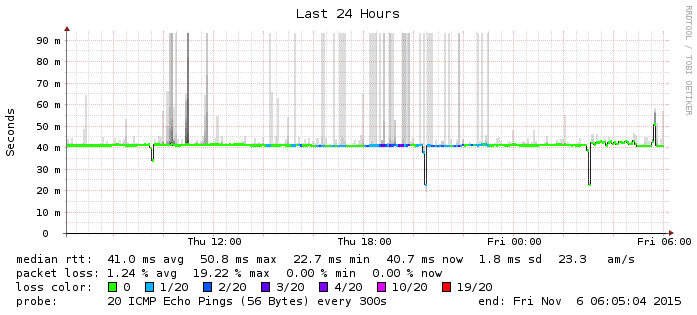 Last 24 Hours
RRDTOOL / TOBI OETIKER
Seconds
90 m
80 m
70 m
60 m
50 m
40 m
30 m
20 m
10 m
0
Thu 12:00 Thu 18:00 Fri 00:00 Fri 06:00
median rtt: 41.0 ms avg 50.8 ms max 22.7 ms min 40.7 ms now 1.8 ms sd 23.3 am/s
packet loss: 1.24 % avg 19.22 % max 0.00 % min 0.00 % now
loss color: 0 1/20 2/20 3/20 4/20 10/20 19/20
probe: 20 ICMP Echo Pings (56 Bytes) every 300s end: Fri Nov 6 06:05:04 2015